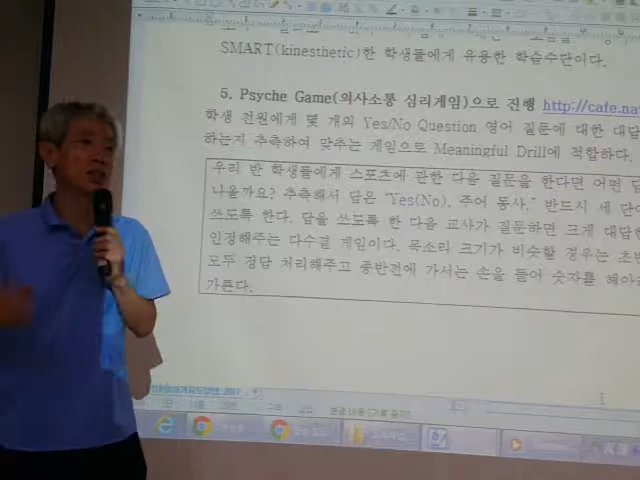 SMART(kinesthetic)한 학생들에게 유용한 학습수단이다.
5. Psyche Game(의사소통 심리게임)으로 진행 http://cafe.na
학생 전원에게 몇 개의 Yes/No Question 영어 질문에 대한 대답
하는지 추측하여 맞추는 게임으로 Meaningful Drill에 적합하다.
우리 반 학생들에게 스포츠에 관한 다음 질문을 한다면 어떤 답
나올까요? 추측해서 답은 "Yes(No), 주어 동사." 반드시 세 단어
쓰도록 한다. 답을 쓰도록 한 다음 교사가 질문하면 크게 대답한
인정해주는 다수결 게임이다. 목소리 크기가 비슷할 경우는 초반
모두 정답 처리해주고 중반전에 가서는 손을 들어 숫자를 헤아려
가른다.